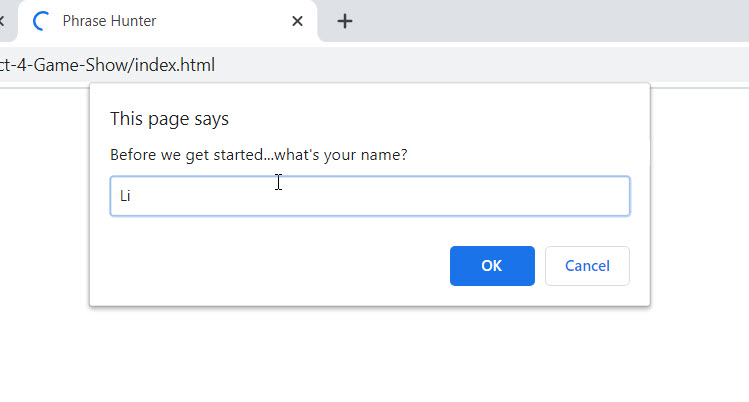 Phrase Hunter
ct-4-Game-Show/index.html
This page says
Before we get started...what's your name?
Li
OK Cancel